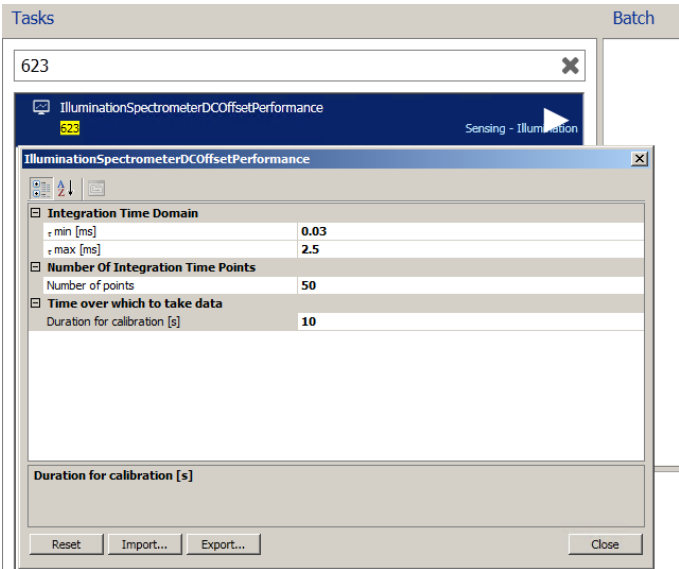 Tasks
Batch
623
IlluminationSpectrometerDCOffsetPerformance
623
Sensing - Illumination
IlluminationSpectrometerDCOffsetPerformance
Integration Time Domain
τ min [ms] 0.03
τ max [ms] 2.5
Number Of Integration Time Points
Number of points 50
Time over which to take data
Duration for calibration [s] 10
Duration for calibration [s]
Reset Import... Export... Close